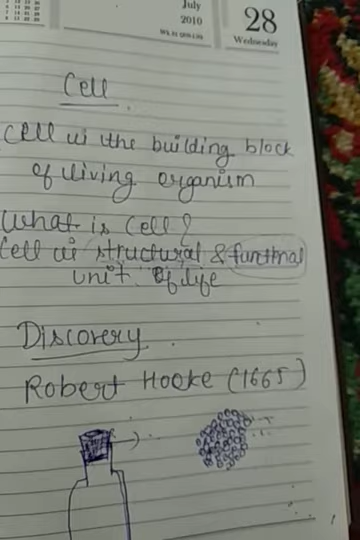 July
2010
28
Wednesday
Cell
Cell is the building block
of living organism
What is Cell?
Cell is structural & functinal
unit of life
Discovery
Robert Hooke (1665)